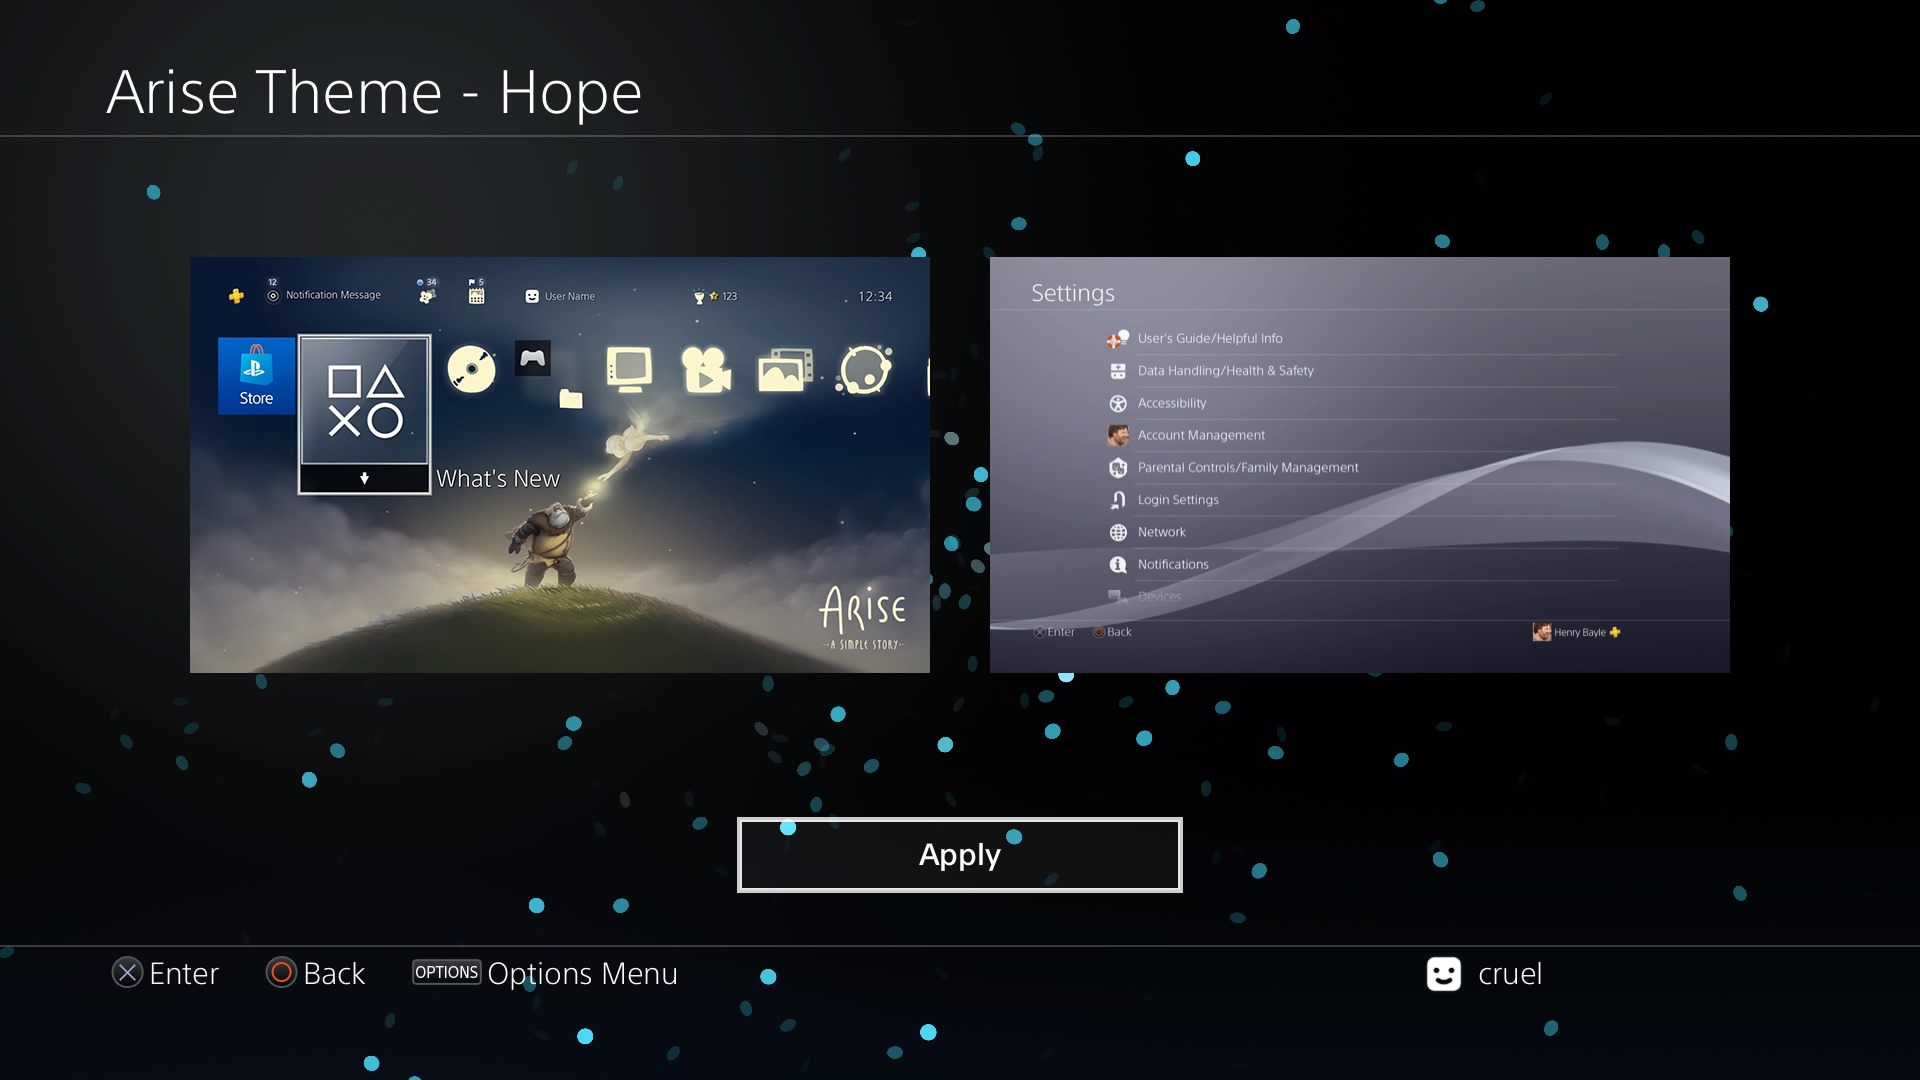 Arise Theme - Hope
12
Notification Message
34
5
User Name
123
12:34
Store
What's New
ARISE
A SIMPLE STORY
Settings
User's Guide/Helpful Info
Data Handling/Health & Safety
Accessibility
Account Management
Parental Controls/Family Management
Login Settings
Network
Notifications
Devices
Enter Back
Henry Bayle
Apply
Enter Back OPTIONS Options Menu
cruel